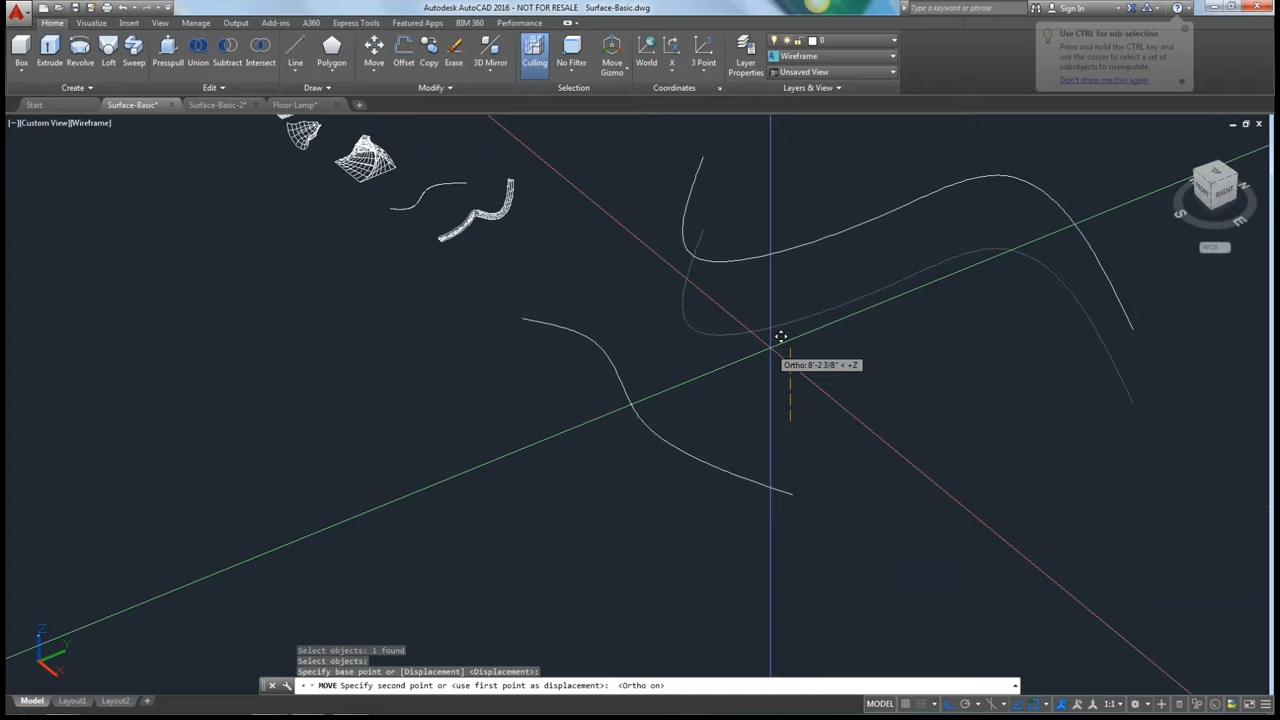 Autodesk AutoCAD 2016 - NOT FOR RESALE Surface-Basic.dwg
Type a keyword or phrase
Sign In
Home Insert View Manage Output Add-ins A360 Express Tools Featured Apps BIM 360 Performance
Visualize
Use CTRL for sub-selection
Press and hold the CTRL key and
use the cursor to select a set of
subobjects to manipulate.
Don't show me this again
Box Extrude Revolve Loft Sweep Presspull Union Subtract Intersect Line Polygon Move Offset Copy Erase 3D Mirror Culling No Filter Move Gizmo World X 3 Point Layer Properties
0
Wireframe
Unsaved View
Create Edit Draw Modify Selection Coordinates Layers & View
Start Surface-Basic* Surface-Basic-2* Floor-Lamp*
[−][Custom View][Wireframe]
FRONT RIGHT
N
S E
WCS
Ortho: 8'-2 3/8" < +Z
Z
Y
X
Select objects: 1 found
Select objects:
Specify base point or [Displacement] <Displacement>:
MOVE Specify second point or <use first point as displacement>: <Ortho on>
Model Layout1 Layout2
MODEL 1:1